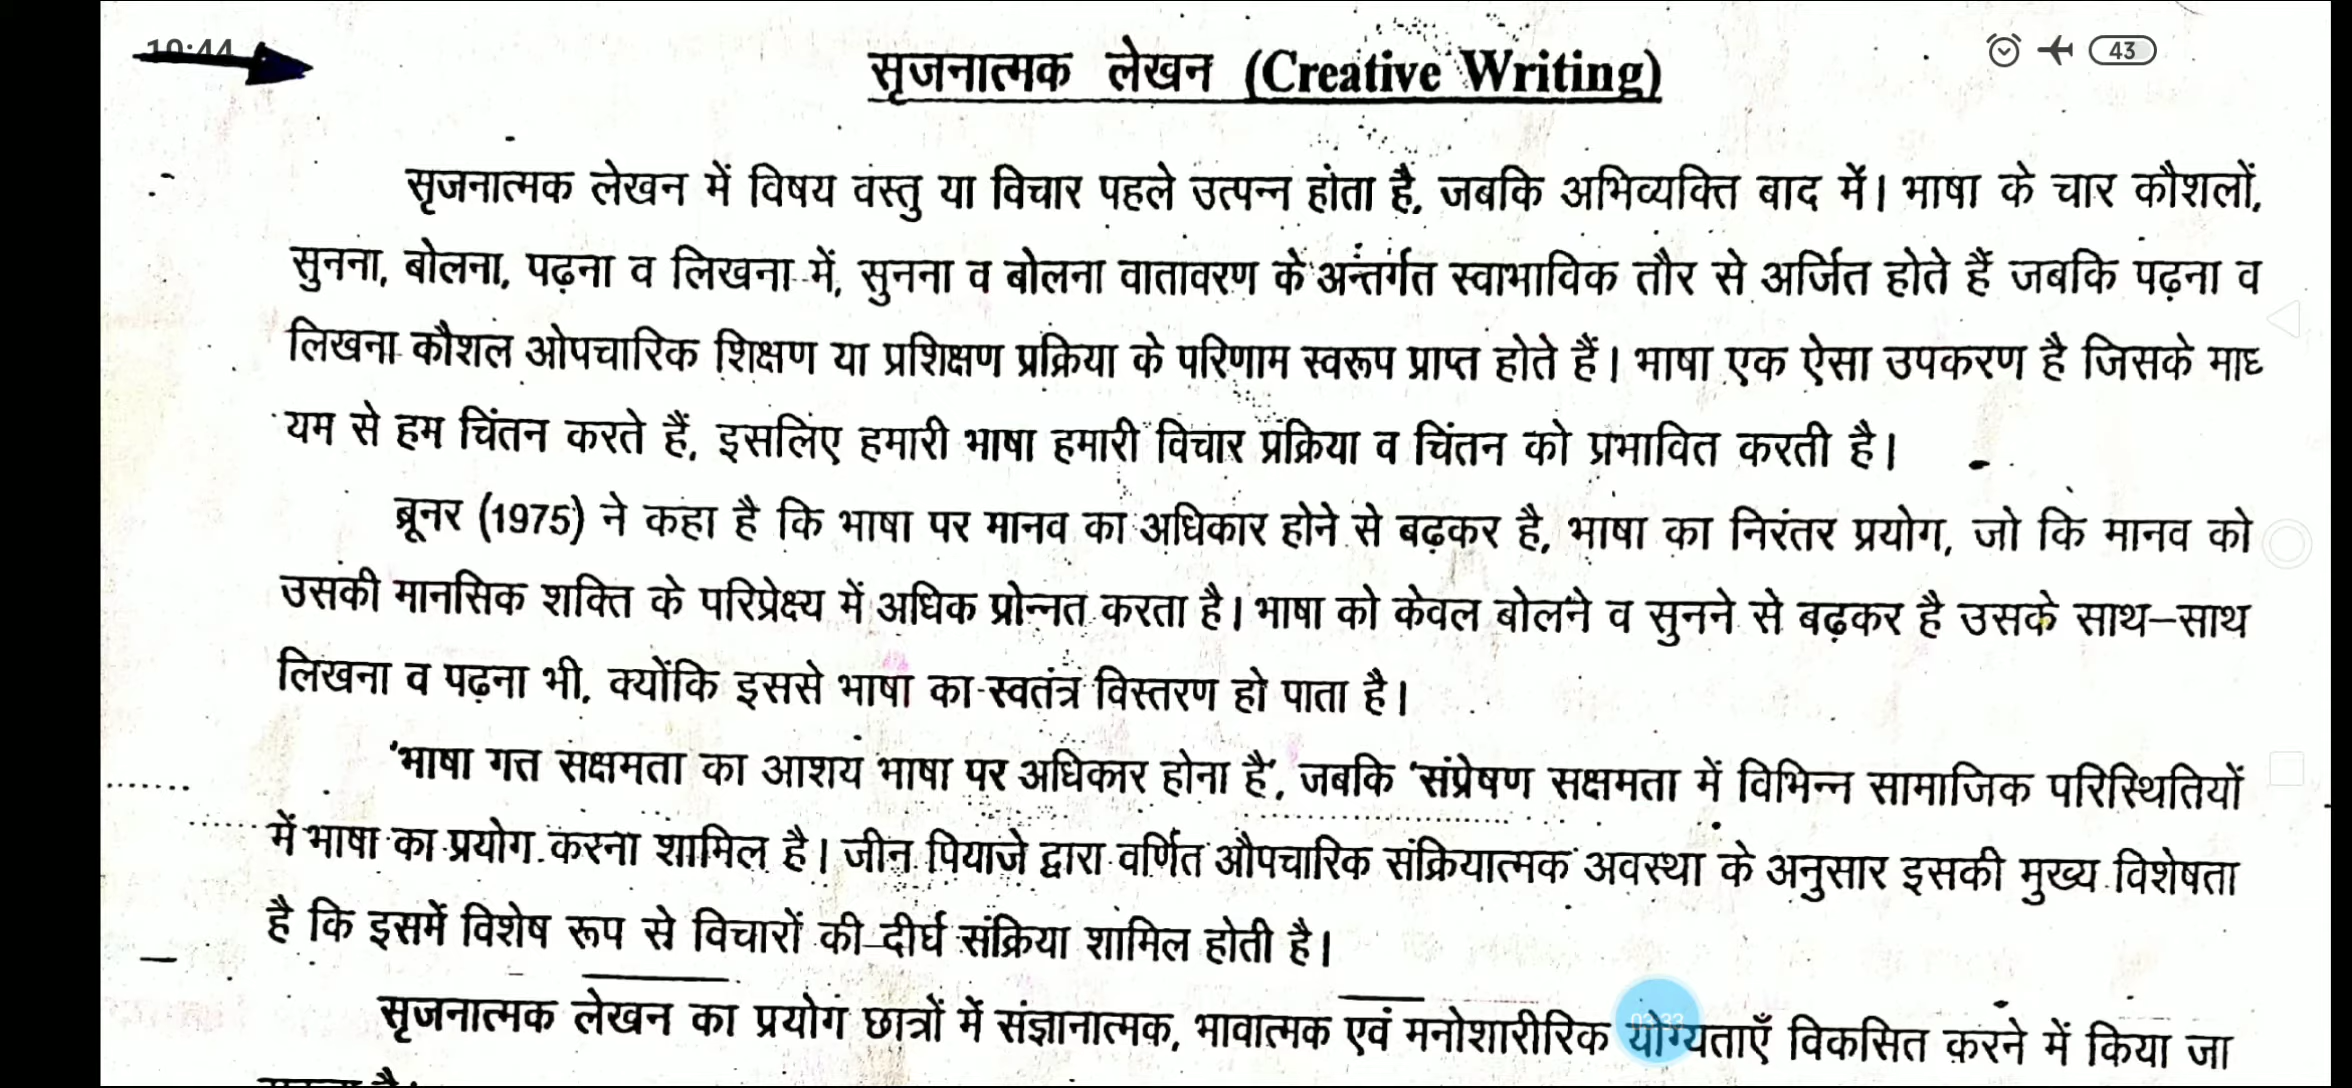 10:44
43
सृजनात्मक लेखन (Creative Writing)
सृजनात्मक लेखन में विषय वस्तु या विचार पहले उत्पन्न होता है, जबकि अभिव्यक्ति बाद में। भाषा के चार कौशलों,
सुनना, बोलना, पढ़ना व लिखना में, सुनना व बोलना वातावरण के अंन्तर्गत स्वाभाविक तौर से अर्जित होते हैं जबकि पढ़ना व
लिखना कौशल ओपचारिक शिक्षण या प्रशिक्षण प्रक्रिया के परिणाम स्वरूप प्राप्त होते हैं। भाषा एक ऐसा उपकरण है जिसके माध
यम से हम चिंतन करते हैं, इसलिए हमारी भाषा हमारी विचार प्रक्रिया व चिंतन को प्रभावित करती है।
ब्रूनर (1975) ने कहा है कि भाषा पर मानव का अधिकार होने से बढ़कर है, भाषा का निरंतर प्रयोग, जो कि मानव को
उसकी मानसिक शक्ति के परिप्रेक्ष्य में अधिक प्रोन्नत करता है। भाषा को केवल बोलने व सुनने से बढ़कर है उसके साथ–साथ
लिखना व पढ़ना भी, क्योंकि इससे भाषा का स्वतंत्र विस्तरण हो पाता है।
'भाषा गत सक्षमता का आशय भाषा पर अधिकार होना है', जबकि 'संप्रेषण सक्षमता में विभिन्न सामाजिक परिस्थितियों
में भाषा का प्रयोग करना शामिल है। जीन पियाजे द्वारा वर्णित औपचारिक संक्रियात्मक अवस्था के अनुसार इसकी मुख्य विशेषता
है कि इसमें विशेष रूप से विचारों की दीर्घ संक्रिया शामिल होती है।
सृजनात्मक लेखन का प्रयोग छात्रों में संज्ञानात्मक, भावात्मक एवं मनोशारीरिक योग्यताएँ विकसित करने में किया जा
03:33